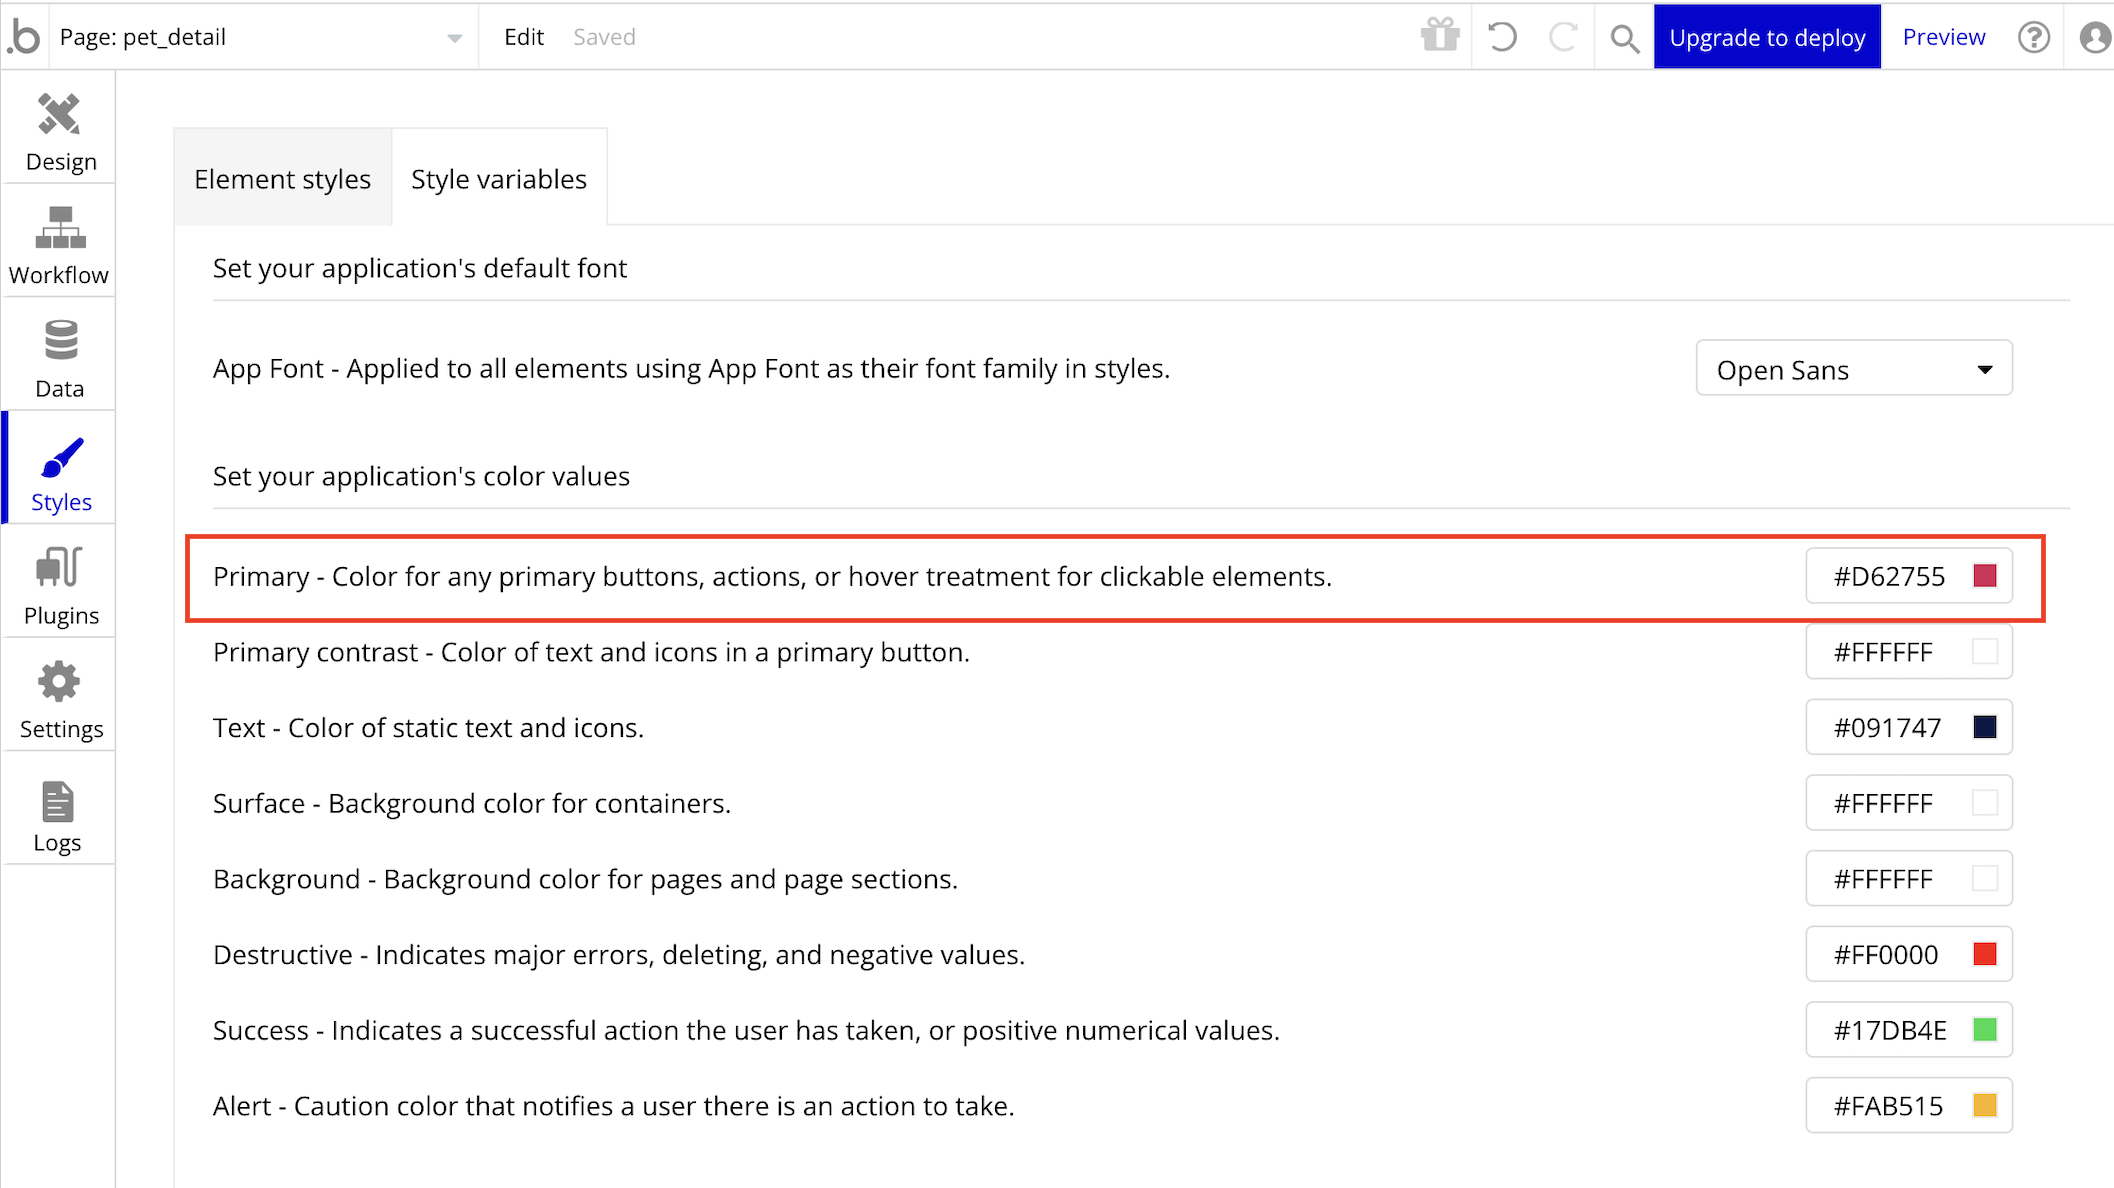 .b Page: pet_detail Edit Saved Upgrade to deploy Preview ?
Design
Workflow
Data
Styles
Plugins
Settings
Logs
Element styles Style variables
Set your application's default font
App Font - Applied to all elements using App Font as their font family in styles. Open Sans
Set your application's color values
Primary - Color for any primary buttons, actions, or hover treatment for clickable elements. #D62755
Primary contrast - Color of text and icons in a primary button. #FFFFFF
Text - Color of static text and icons. #091747
Surface - Background color for containers. #FFFFFF
Background - Background color for pages and page sections. #FFFFFF
Destructive - Indicates major errors, deleting, and negative values. #FF0000
Success - Indicates a successful action the user has taken, or positive numerical values. #17DB4E
Alert - Caution color that notifies a user there is an action to take. #FAB515